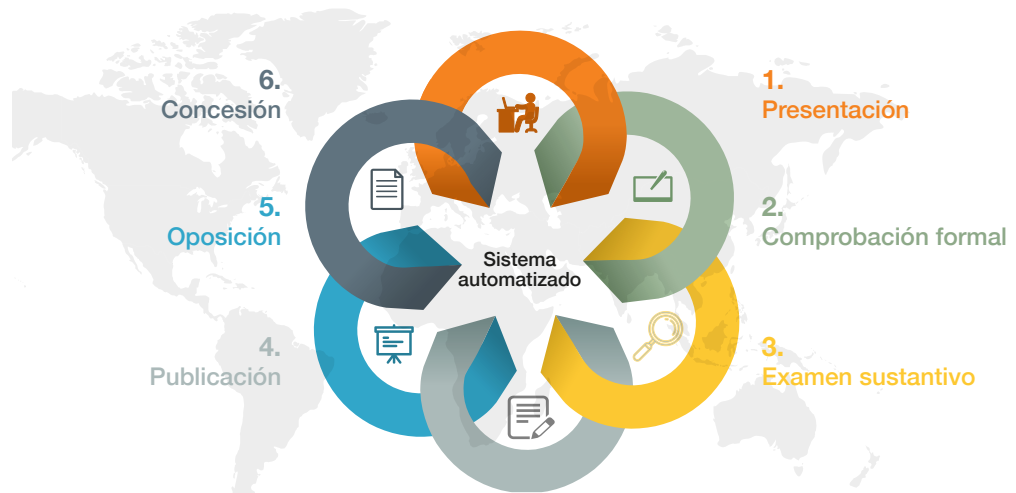 1.
Presentación
2.
Comprobación formal
3.
Examen sustantivo
4.
Publicación
5.
Oposición
6.
Concesión
Sistema
automatizado